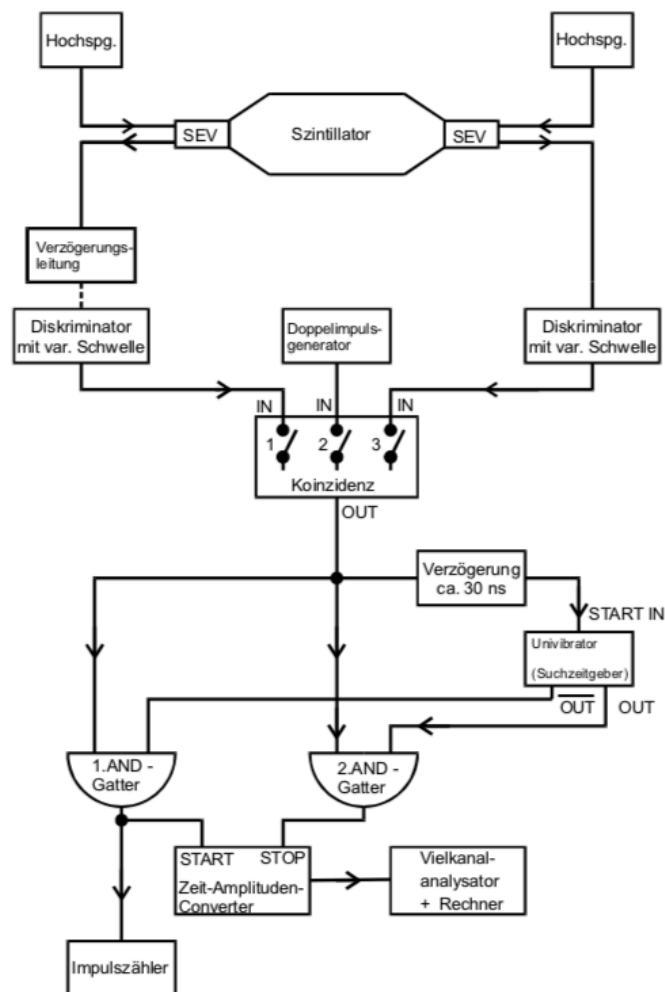 Hochspg.
Hochspg.
SEV
Szintillator
SEV
Verzögerungs-
leitung
Diskriminator
mit var. Schwelle
Doppelimpuls-
generator
Diskriminator
mit var. Schwelle
IN
IN
IN
1
2
3
Koinzidenz
OUT
Verzögerung
ca. 30 ns
START IN
Univibrator
(Suchzeitgeber)
OUT
OUT
1.AND -
Gatter
2.AND -
Gatter
START
STOP
Zeit-Amplituden-
Converter
Vielkanal-
analysator
+ Rechner
Impulszähler